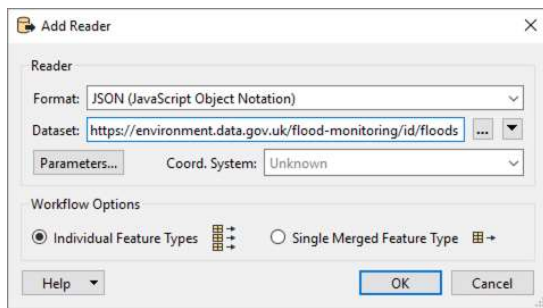 Add Reader
Reader
Format: JSON (JavaScript Object Notation)
Dataset: https://environment.data.gov.uk/flood-monitoring/id/floods ...
Parameters... Coord. System: Unknown
Workflow Options
Individual Feature Types Single Merged Feature Type
Help OK Cancel